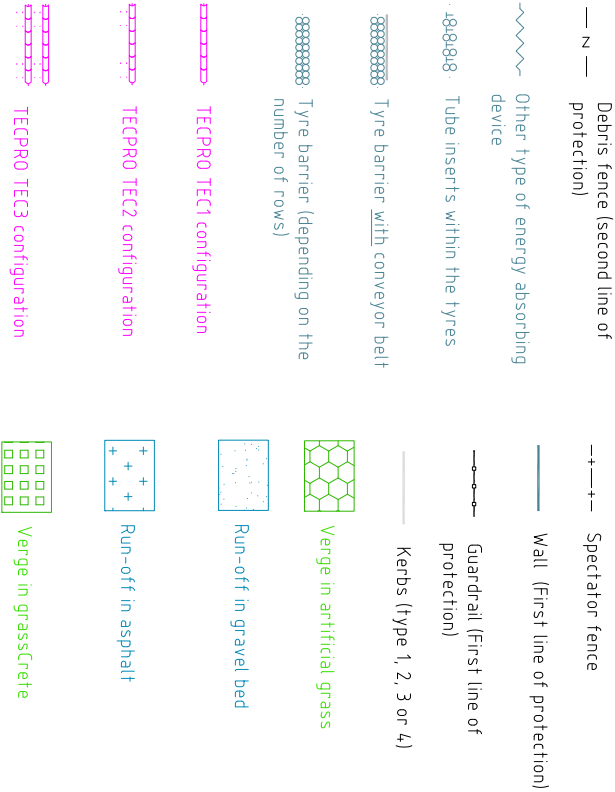 N
Debris fence (second line of
protection)
Other type of energy absorbing
device
Tube inserts within the tyres
Tyre barrier with conveyor belt
Tyre barrier (depending on the
number of rows)
TECPRO TEC1 configuration
TECPRO TEC2 configuration
TECPRO TEC3 configuration
Spectator fence
Wall (First line of protection)
Guardrail (First line of
protection)
Kerbs (type 1, 2, 3 or 4)
Verge in artificial grass
Run-off in gravel bed
Run-off in asphalt
Verge in grassCrete